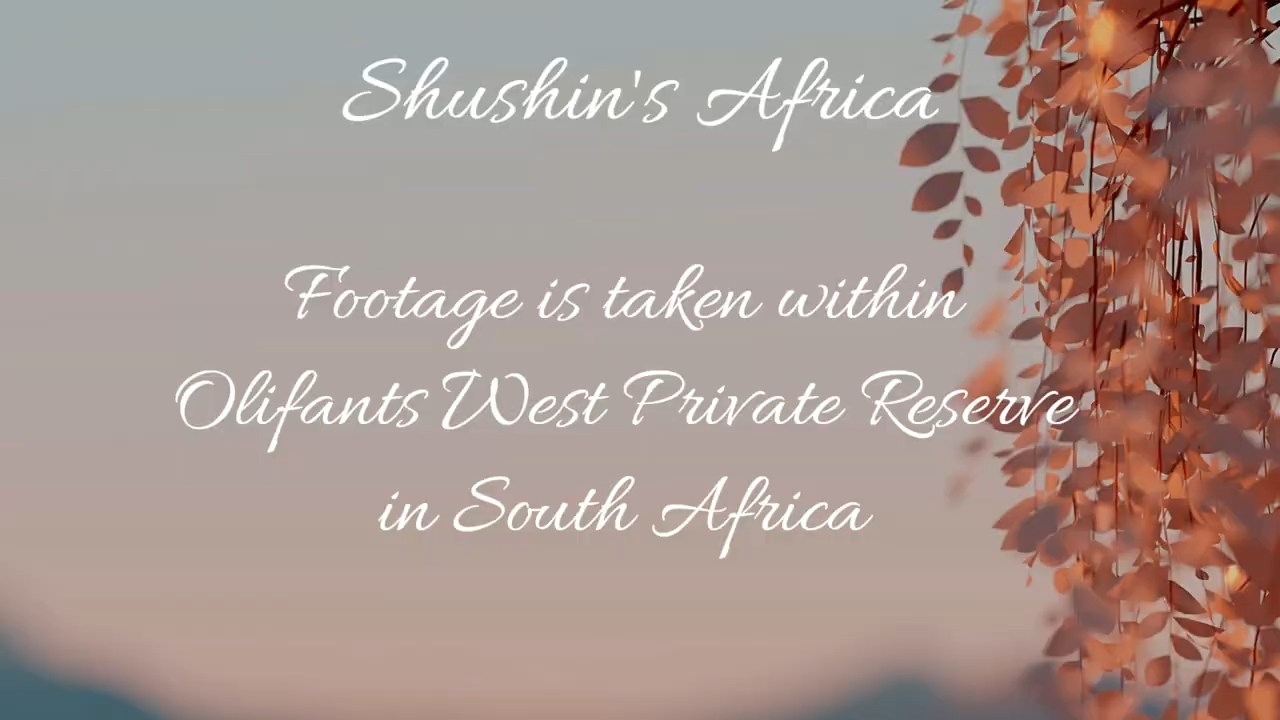 Shushin's Africa
Footage is taken within
Olifants West Private Reserve
in South Africa